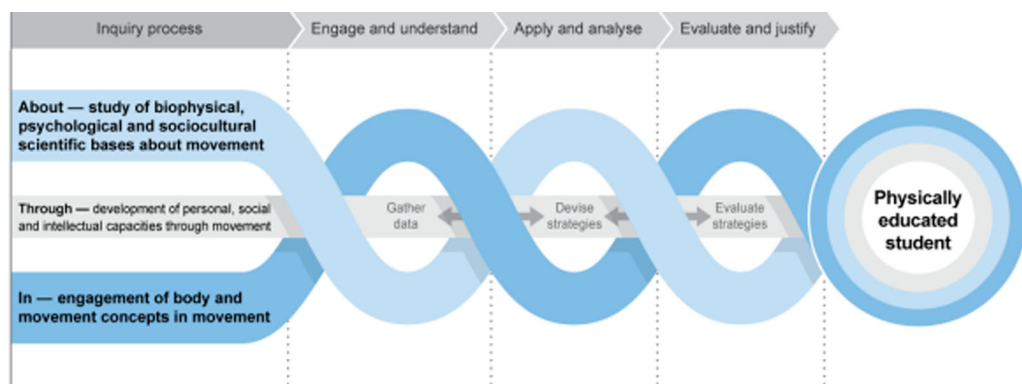 Inquiry process
Engage and understand
Apply and analyse
Evaluate and justify
About — study of biophysical,
psychological and sociocultural
scientific bases about movement
Through — development of personal, social
and intellectual capacities through movement
In — engagement of body and
movement concepts in movement
Gather
data
Devise
strategies
Evaluate
strategies
Physically
educated
student